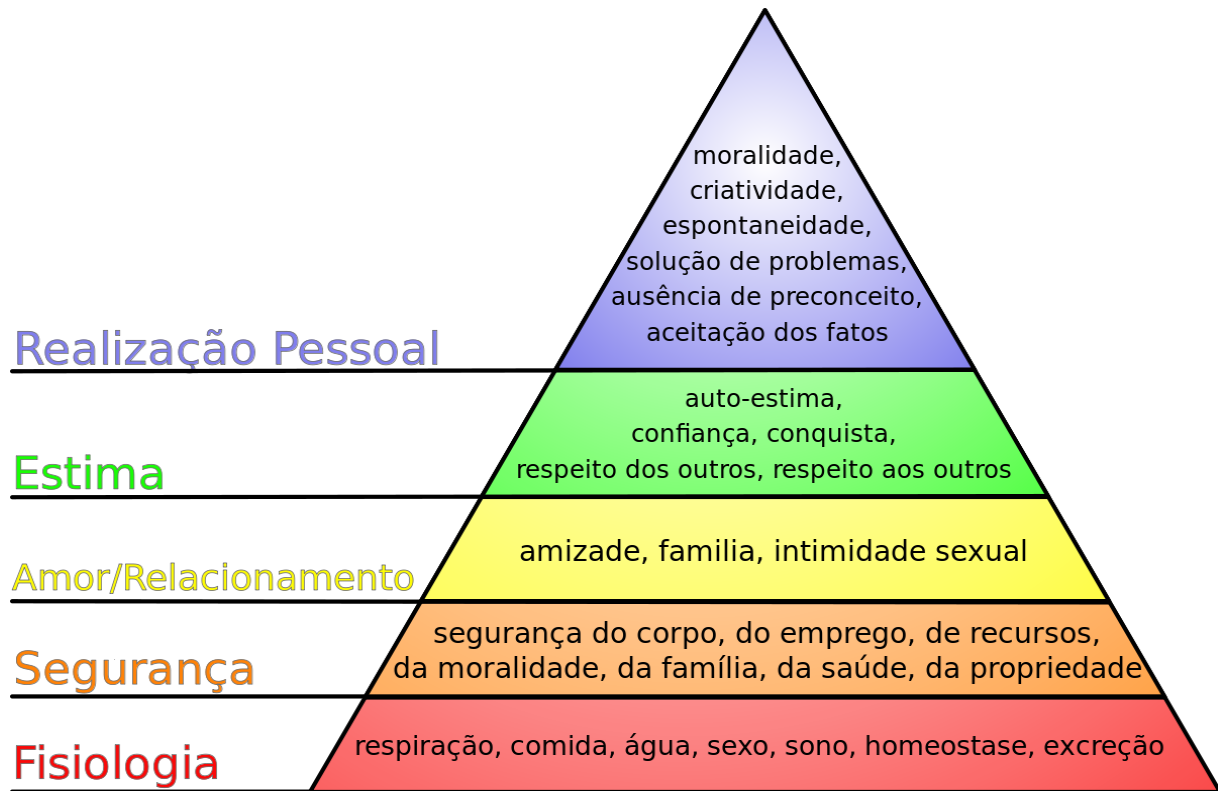 moralidade,
criatividade,
espontaneidade,
solução de problemas,
ausência de preconceito,
aceitação dos fatos
Realização Pessoal
auto-estima,
confiança, conquista,
respeito dos outros, respeito aos outros
Estima
amizade, familia, intimidade sexual
Amor/Relacionamento
segurança do corpo, do emprego, de recursos,
da moralidade, da família, da saúde, da propriedade
Segurança
respiração, comida, água, sexo, sono, homeostase, excreção
Fisiologia